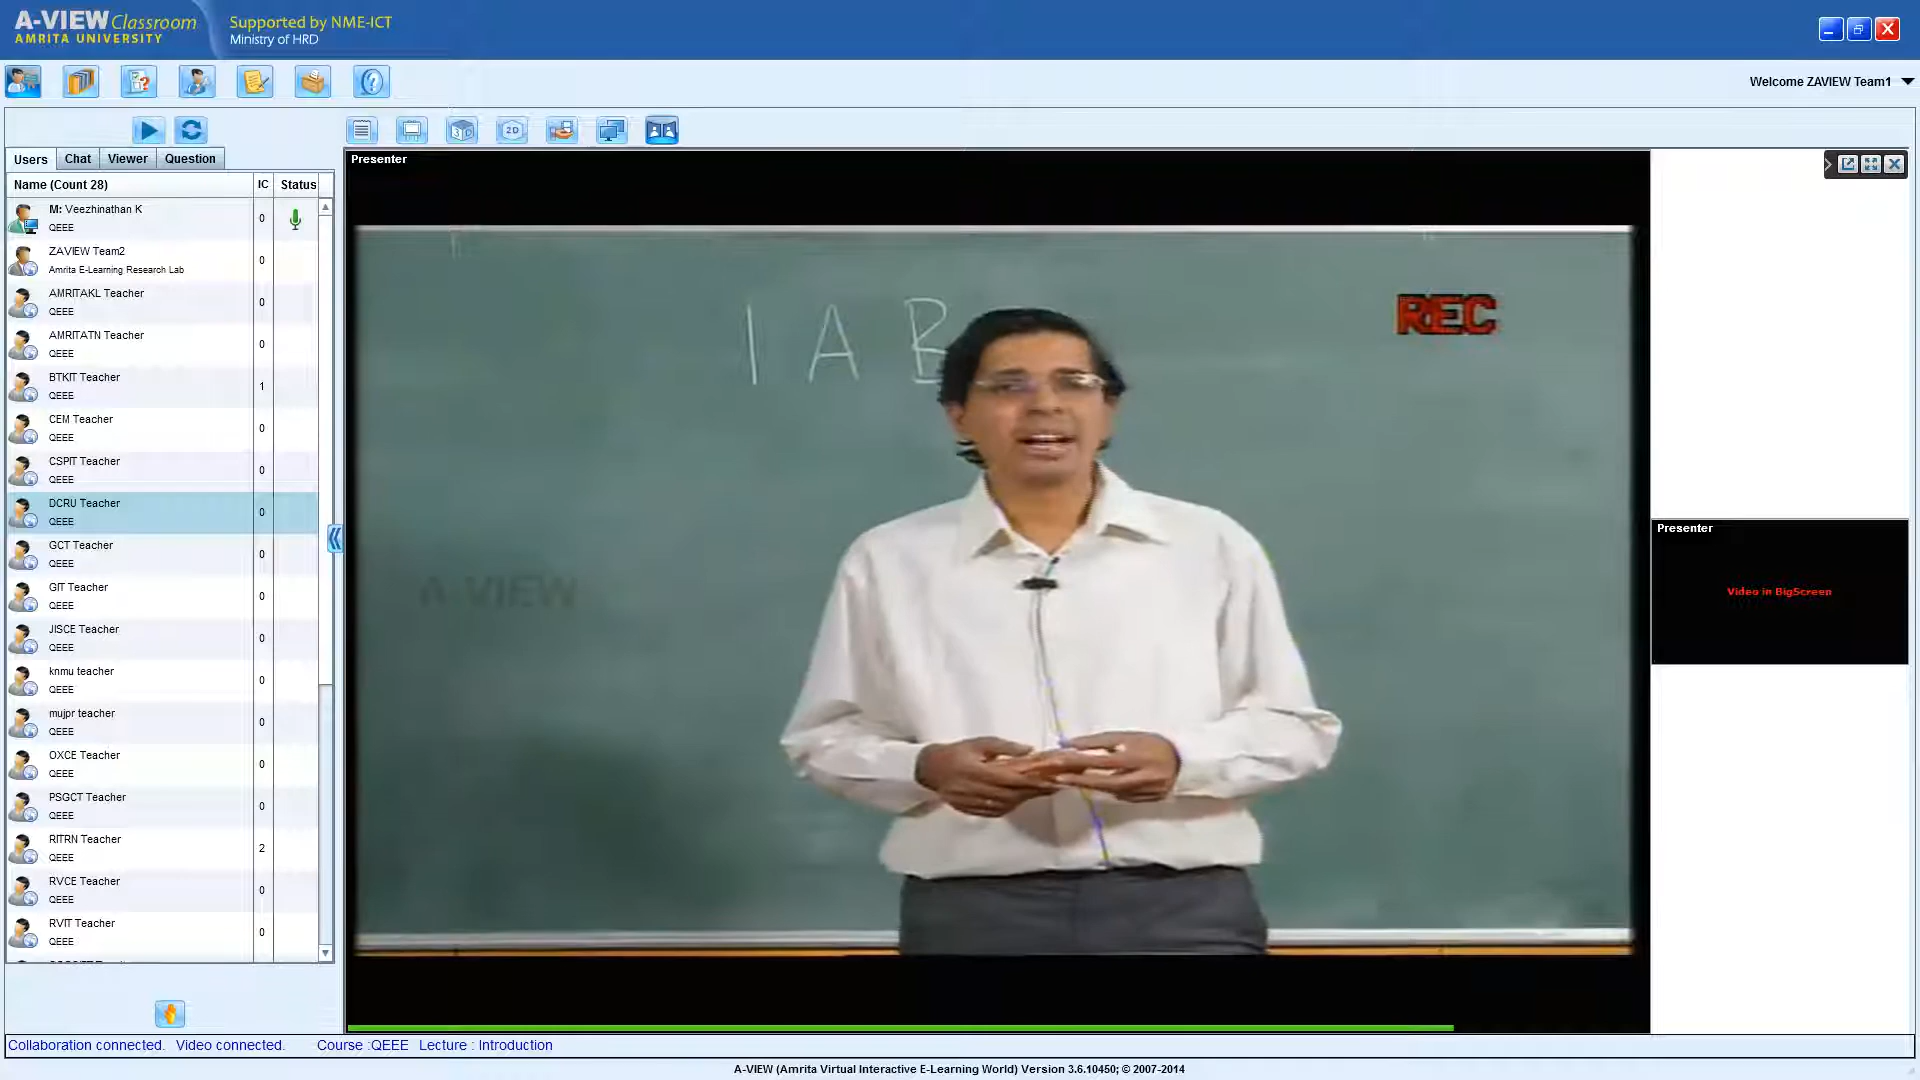 A-VIEW Classroom
AMRITA UNIVERSITY
Supported by NME-ICT
Ministry of HRD
Welcome ZAVIEW Team1
3D
2D
Users Chat Viewer Question
Name (Count 28) IC Status
M: Veezhinathan K
QEEE
0
ZAVIEW Team2
Amrita E-Learning Research Lab
0
AMRITAKL Teacher
QEEE
0
AMRITATN Teacher
QEEE
0
BTKIT Teacher
QEEE
1
CEM Teacher
QEEE
0
CSPIT Teacher
QEEE
0
DCRU Teacher
QEEE
0
GCT Teacher
QEEE
0
GIT Teacher
QEEE
0
JISCE Teacher
QEEE
0
knmu teacher
QEEE
0
mujpr teacher
QEEE
0
OXCE Teacher
QEEE
0
PSGCT Teacher
QEEE
0
RITRN Teacher
QEEE
2
RVCE Teacher
QEEE
0
RVIT Teacher
QEEE
0
Presenter
I A B
REC
A-VIEW
Presenter
Video in BigScreen
Collaboration connected. Video connected. Course :QEEE Lecture : Introduction
A-VIEW (Amrita Virtual Interactive E-Learning World) Version 3.6.10450; © 2007-2014